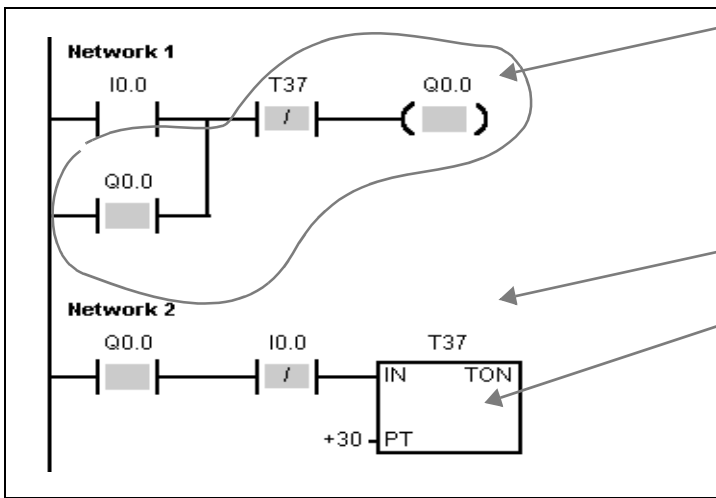 Network 1
I0.0 T37 Q0.0
/
Q0.0
Network 2
Q0.0 I0.0 T37
/ IN TON
+30 PT